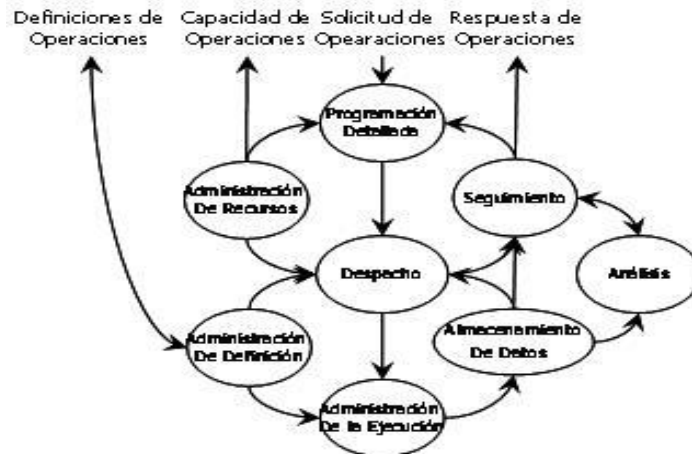 Definiciones de
Operaciones
Capacidad de
Operaciones
Solicitud de
Opearaciones
Respuesta de
Operaciones
Programación
Detallada
Administración
De Recursos
Seguimiento
Despacho
Análisis
Administración
De Definición
Almacenamiento
De Datos
Administración
De la Ejecución